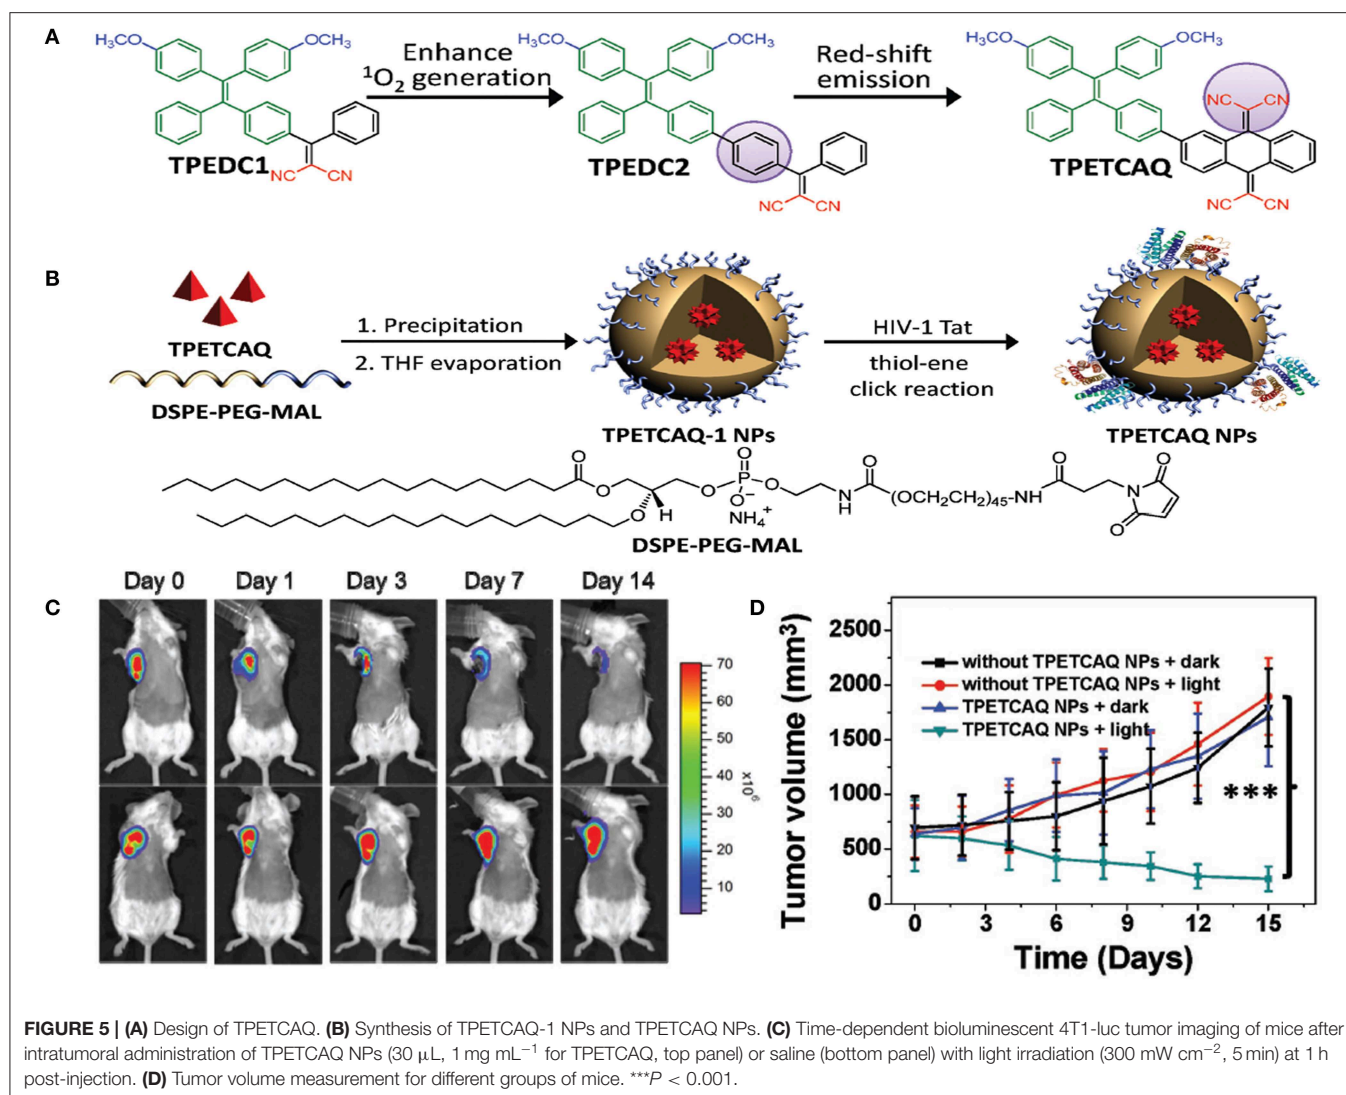 A
H₃CO
OCH₃
Enhance
¹O₂ generation
H₃CO
OCH₃
Red-shift
emission
H₃CO
OCH₃
NC CN
TPEDC1
NC CN
TPEDC2
NC CN
TPETCAQ
NC CN
B
TPETCAQ
DSPE-PEG-MAL
1. Precipitation
2. THF evaporation
TPETCAQ-1 NPs
HIV-1 Tat
thiol-ene
click reaction
TPETCAQ NPs
O
O
O
H
O
P
O
O⁻
NH₄⁺
O
N
H
O
(OCH₂CH₂)₄₅-NH
O
N
O
O
DSPE-PEG-MAL
C
Day 0 Day 1 Day 3 Day 7 Day 14
70
60
50
40
30
20
10
x10⁶
D
Tumor volume (mm³)
2500
2000
1500
1000
500
0
without TPETCAQ NPs + dark
without TPETCAQ NPs + light
TPETCAQ NPs + dark
TPETCAQ NPs + light
***
0 3 6 9 12 15
Time (Days)
FIGURE 5 | (A) Design of TPETCAQ. (B) Synthesis of TPETCAQ-1 NPs and TPETCAQ NPs. (C) Time-dependent bioluminescent 4T1-luc tumor imaging of mice after
intratumoral administration of TPETCAQ NPs (30 μL, 1 mg mL⁻¹ for TPETCAQ, top panel) or saline (bottom panel) with light irradiation (300 mW cm⁻², 5 min) at 1 h
post-injection. (D) Tumor volume measurement for different groups of mice. ***P < 0.001.